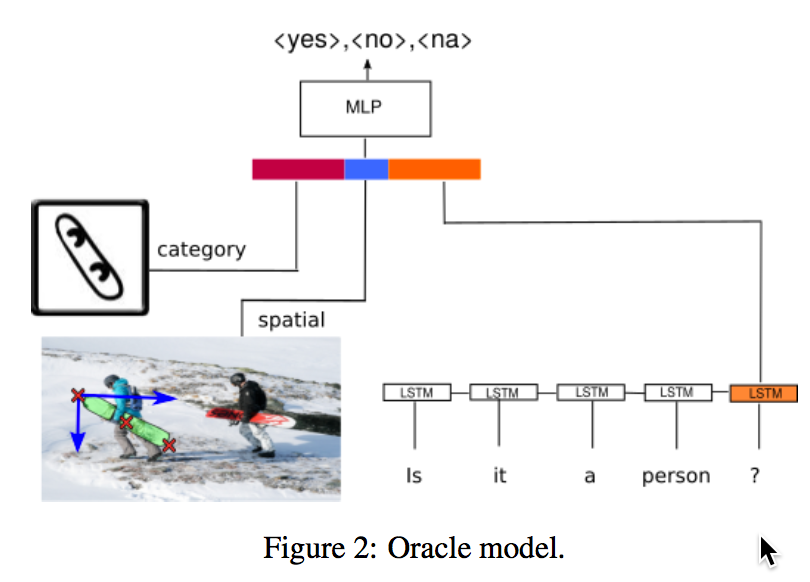 <yes>,<no>,<na>
MLP
category
spatial
LSTM LSTM LSTM LSTM LSTM
Is it a person ?
Figure 2: Oracle model.